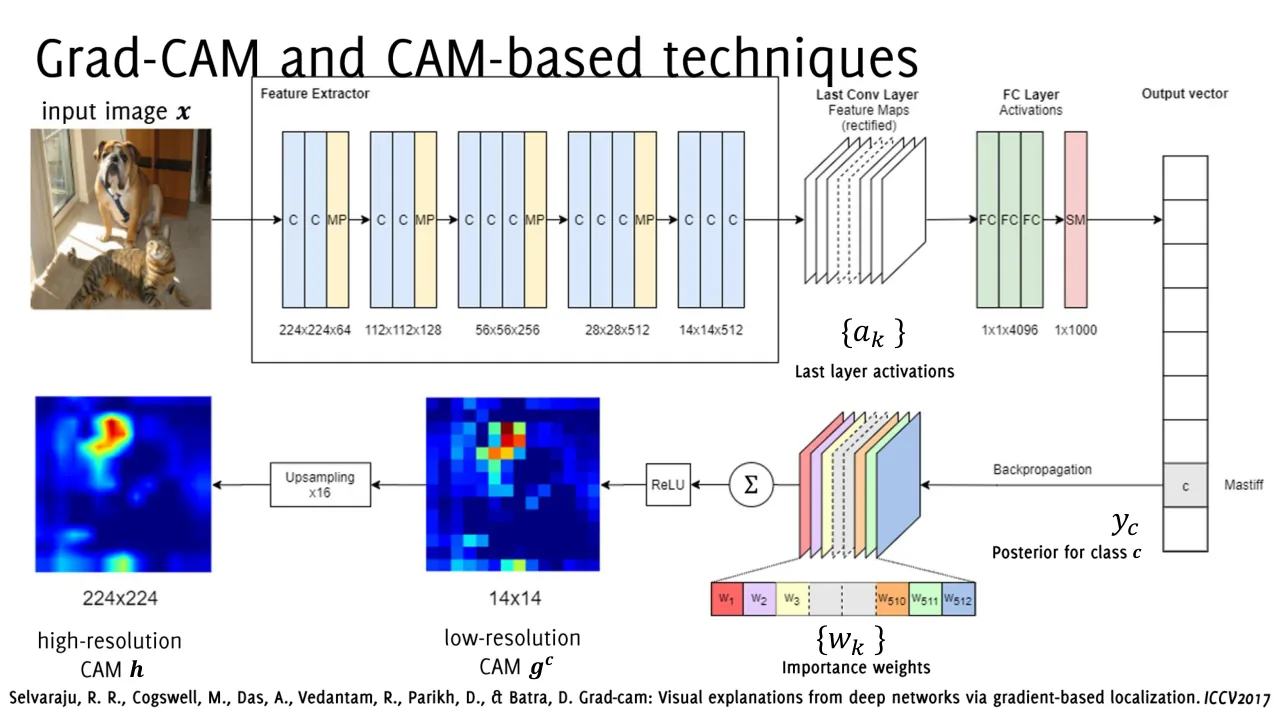 Grad-CAM and CAM-based techniques
input image x
Feature Extractor
C C MP C C MP C C C MP C C C MP C C C
224x224x64 112x112x128 56x56x256 28x28x512 14x14x512
Last Conv Layer
Feature Maps
(rectified)
{a_k }
Last layer activations
FC Layer
Activations
FC FC FC SM
1x1x4096 1x1000
Output vector
c
Mastiff
y_c
Posterior for class c
Backpropagation
w1 w2 w3 w510 w511 w512
{w_k }
Importance weights
Σ
ReLU
14x14
low-resolution
CAM g^c
Upsampling
x16
224x224
high-resolution
CAM h
Selvaraju, R. R., Cogswell, M., Das, A., Vedantam, R., Parikh, D., & Batra, D. Grad-cam: Visual explanations from deep networks via gradient-based localization. ICCV2017